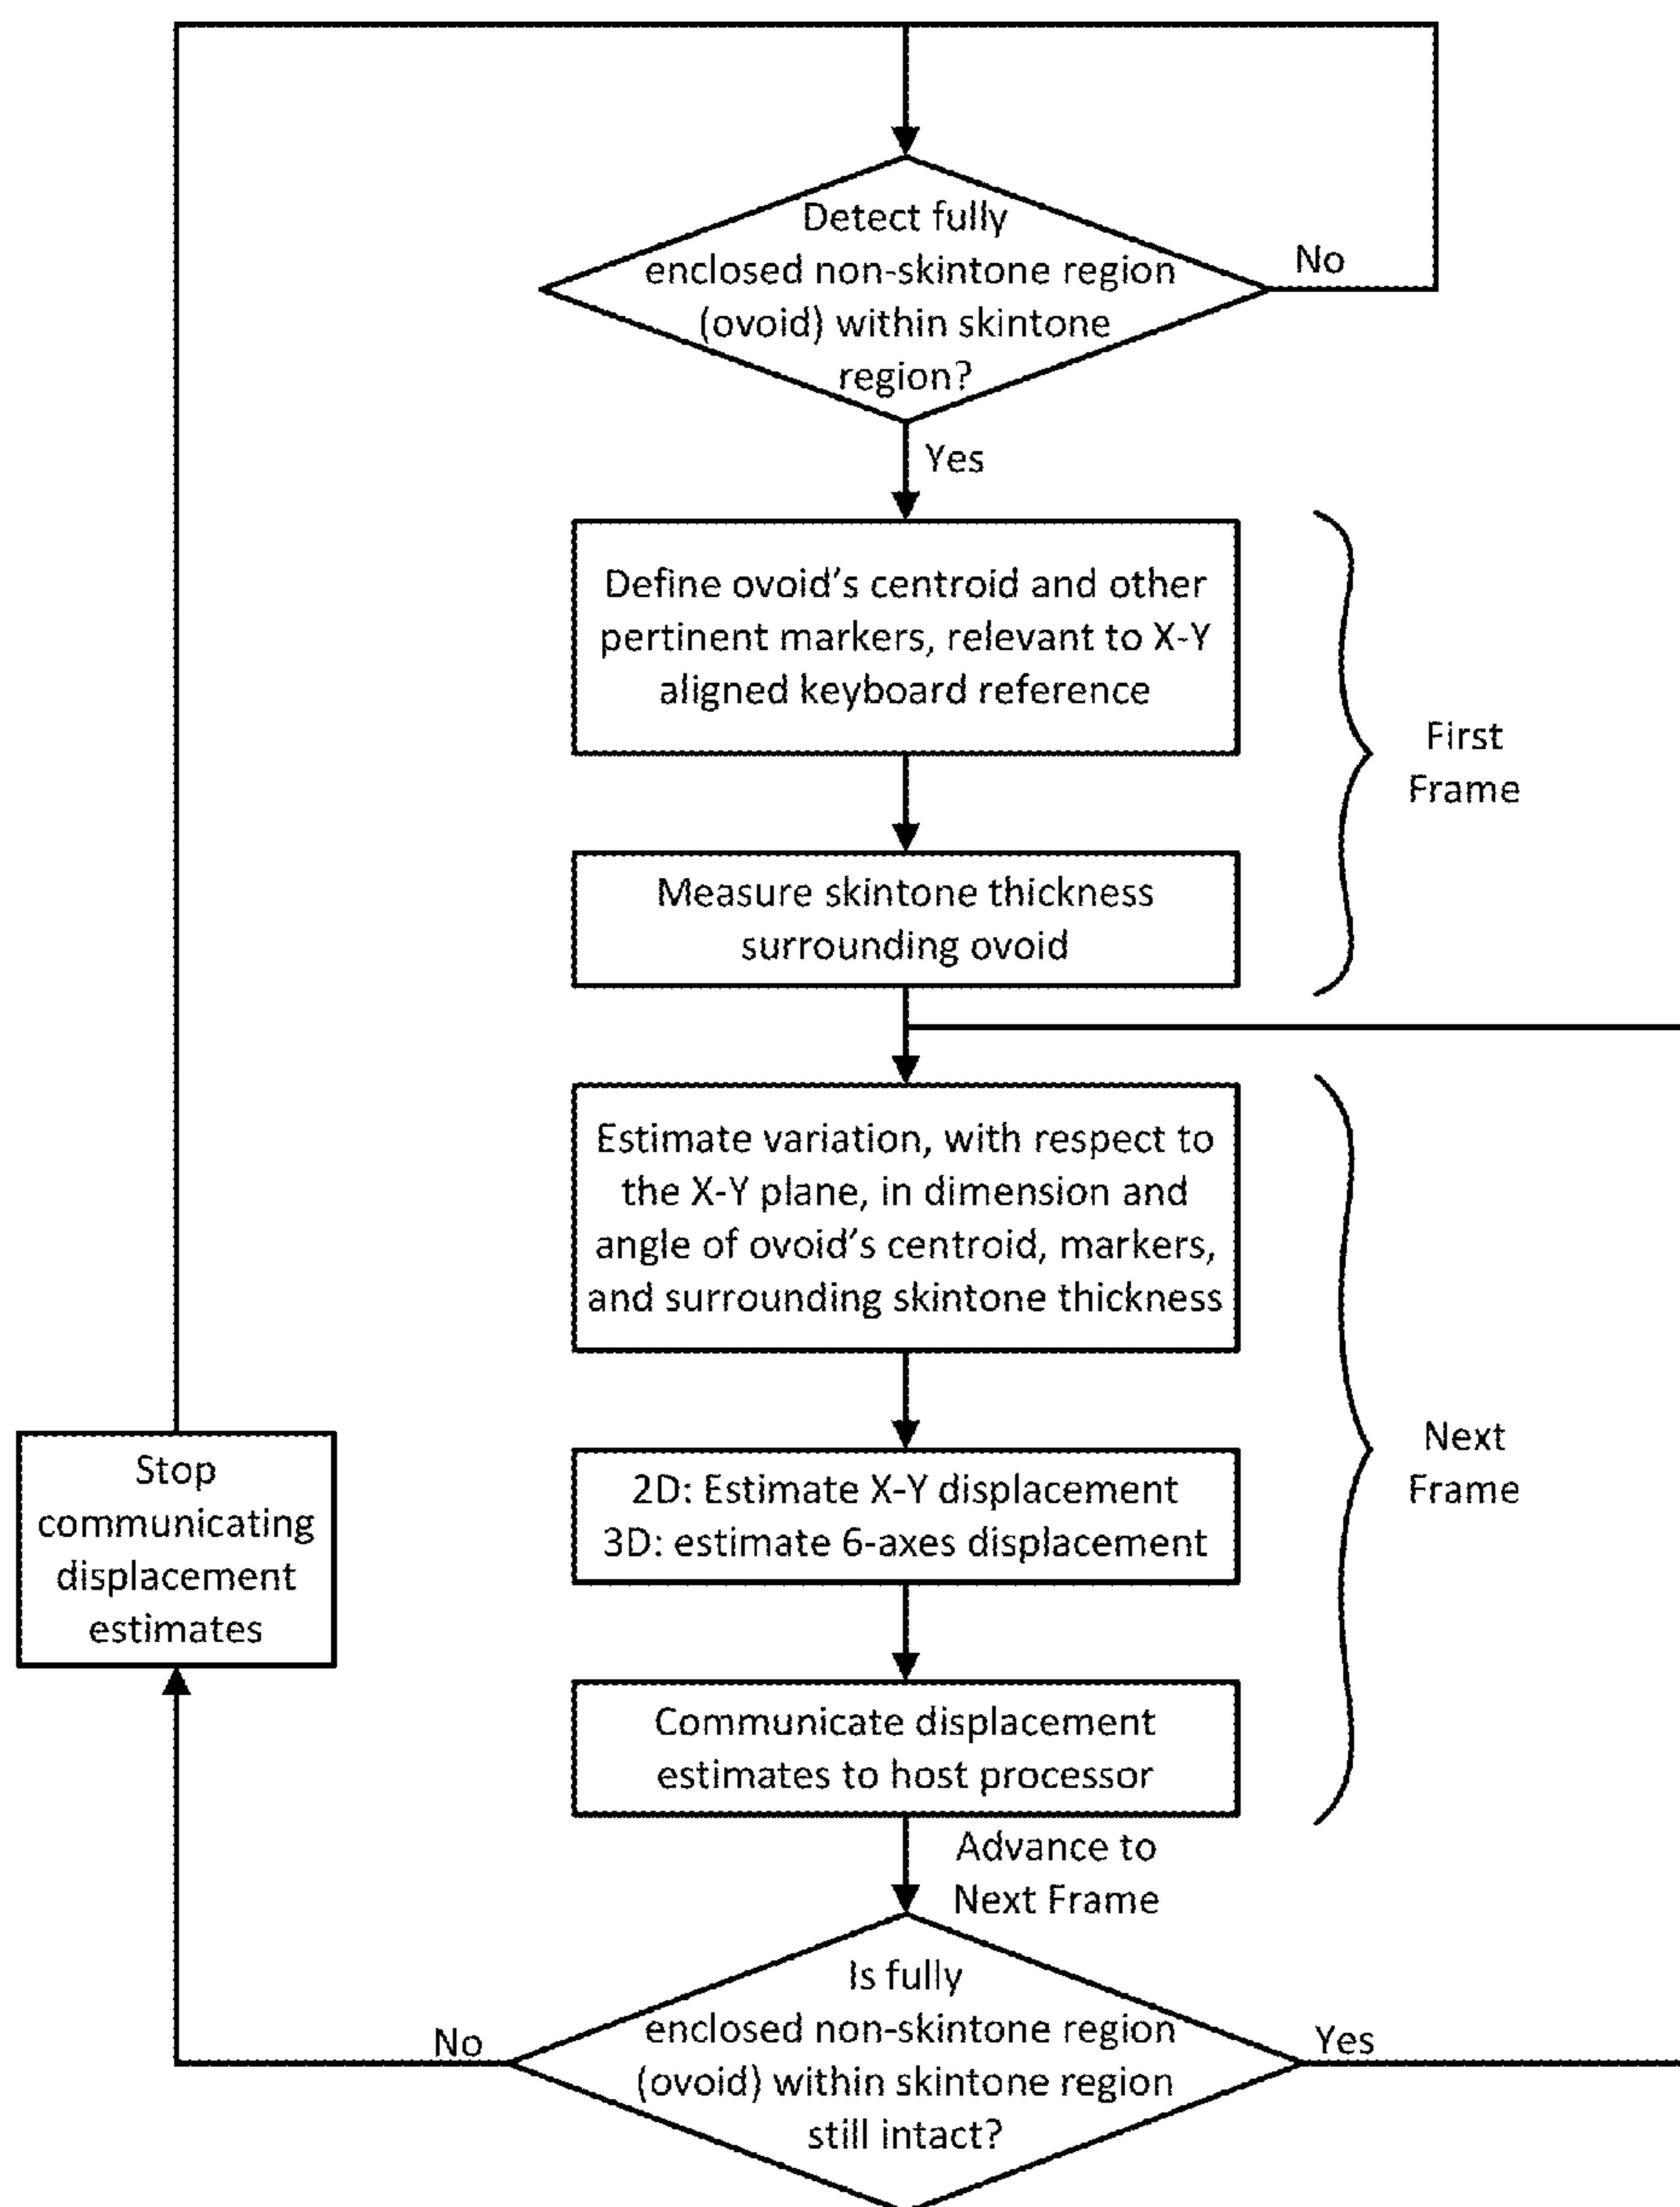 Detect fully
enclosed non-skintone region
(ovoid) within skintone
region?
No
Yes
Define ovoid's centroid and other
pertinent markers, relevant to X-Y
aligned keyboard reference
First
Frame
Measure skintone thickness
surrounding ovoid
Estimate variation, with respect to
the X-Y plane, in dimension and
angle of ovoid's centroid, markers,
and surrounding skintone thickness
Next
Frame
2D: Estimate X-Y displacement
3D: estimate 6-axes displacement
Stop
communicating
displacement
estimates
Communicate displacement
estimates to host processor
Advance to
Next Frame
Is fully
enclosed non-skintone region
(ovoid) within skintone region
still intact?
No
Yes